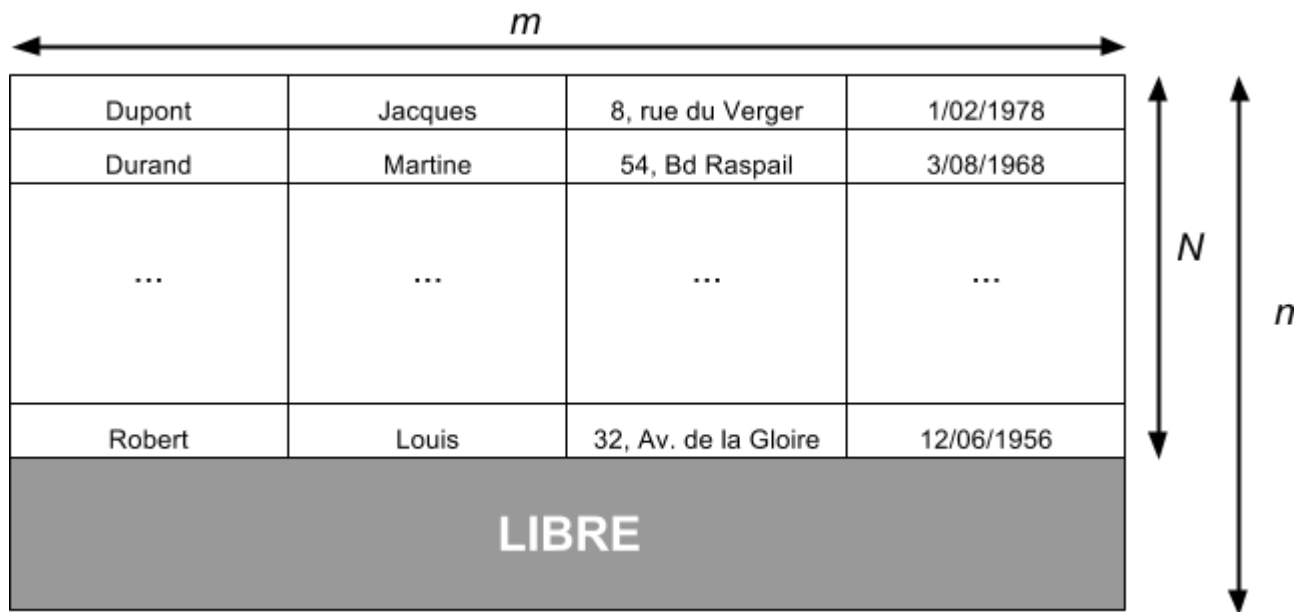 m
Dupont Jacques 8, rue du Verger 1/02/1978
Durand Martine 54, Bd Raspail 3/08/1968
... ... ... ...
N
n
Robert Louis 32, Av. de la Gloire 12/06/1956
LIBRE